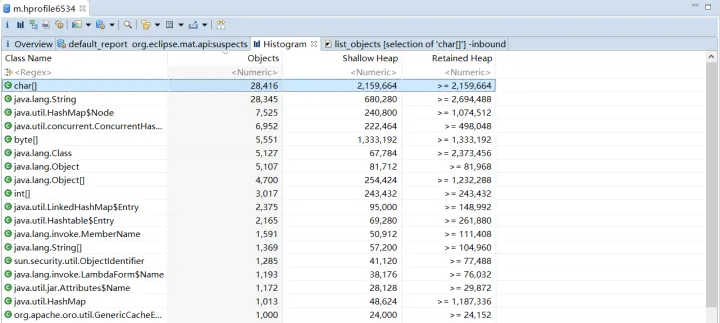 m.hprofile6534
i Overview default_report org.eclipse.mat.api:suspects Histogram list_objects [selection of 'char[]'] -inbound
Class Name Objects Shallow Heap Retained Heap
<Regex> <Numeric> <Numeric> <Numeric>
char[] 28,416 2,159,664 >= 2,159,664
java.lang.String 28,345 680,280 >= 2,694,488
java.util.HashMap$Node 7,525 240,800 >= 1,074,512
java.util.concurrent.ConcurrentHas... 6,952 222,464 >= 498,048
byte[] 5,551 1,333,192 >= 1,333,192
java.lang.Class 5,127 67,784 >= 2,373,456
java.lang.Object 5,107 81,712 >= 81,968
java.lang.Object[] 4,700 254,424 >= 1,232,288
int[] 3,017 243,432 >= 243,432
java.util.LinkedHashMap$Entry 2,375 95,000 >= 148,992
java.util.Hashtable$Entry 2,165 69,280 >= 261,880
java.lang.invoke.MemberName 1,591 50,912 >= 111,408
java.lang.String[] 1,369 57,200 >= 104,960
sun.security.util.ObjectIdentifier 1,285 41,120 >= 77,488
java.lang.invoke.LambdaForm$Name 1,193 38,176 >= 76,032
java.util.jar.Attributes$Name 1,172 28,128 >= 29,872
java.util.HashMap 1,013 48,624 >= 1,187,336
org.apache.oro.util.GenericCacheE... 1,000 24,000 >= 24,152